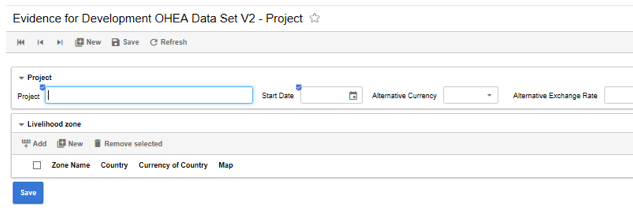 Evidence for Development OHEA Data Set V2 - Project
New Save Refresh
Project
Project Start Date Alternative Currency Alternative Exchange Rate
Livelihood zone
Add New Remove selected
Zone Name Country Currency of Country Map
Save